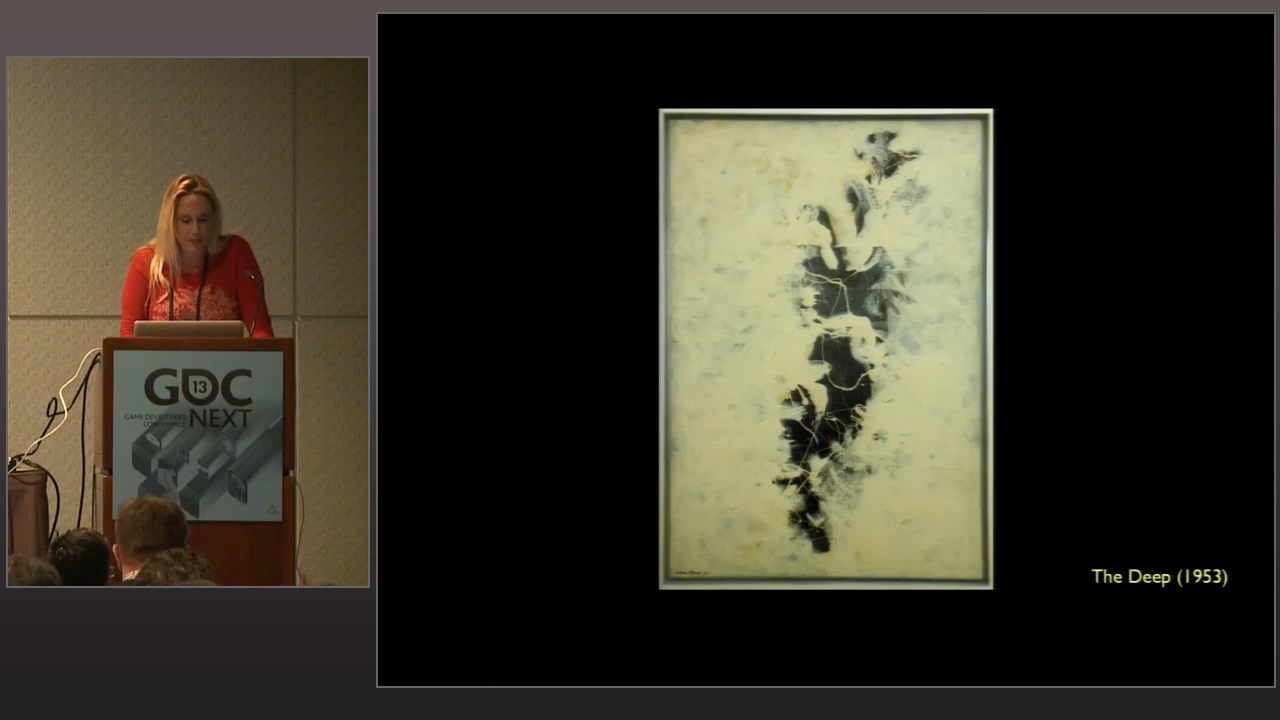 GDC
13
NEXT
GAME DEVELOPERS
CONFERENCE
The Deep (1953)